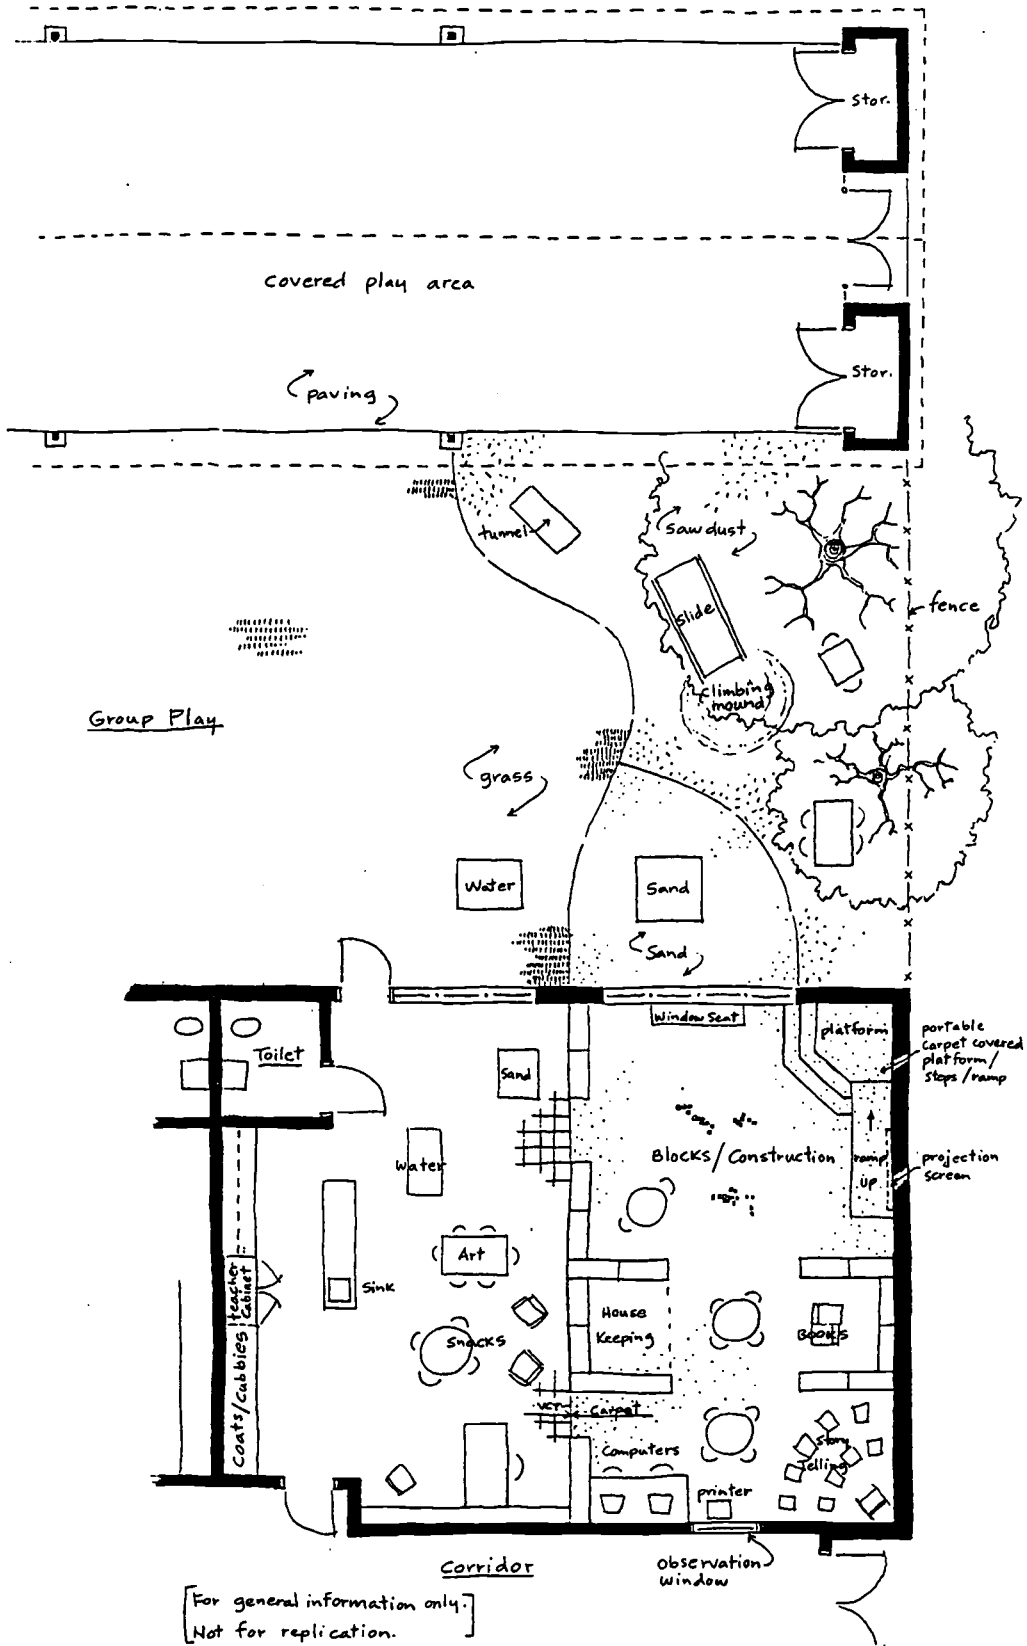 Stor.
Covered play area
Stor.
paving
tunnel
Sawdust
Slide
fence
Climbing
mound
Group Play
grass
Water
Sand
Sand
Window Seat
platform
portable
carpet covered
platform/
steps/ramp
Toilet
Sand
Water
Blocks/Construction
ramp
up
projection
screen
Art
teacher
Cabinet
Sink
House
Keeping
Books
Snacks
Coats/Cubbies
VCT
Carpet
Computers
Story
Telling
printer
Corridor
observation
window
[For general information only.
Not for replication.]